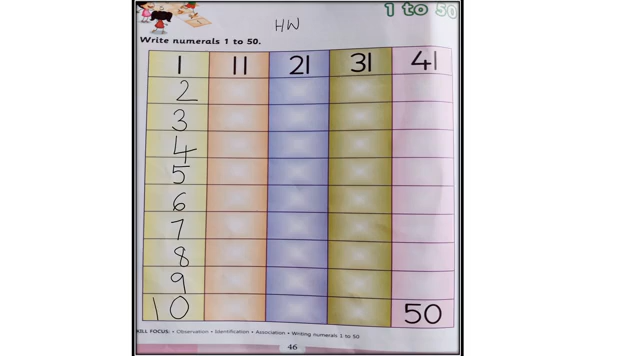 1 to 50
HW
Write numerals 1 to 50.
1 11 21 31 41
2
3
4
5
6
7
8
9
10 50
KILL FOCUS: • Observation • Identification • Association • Writing numerals 1 to 50
46